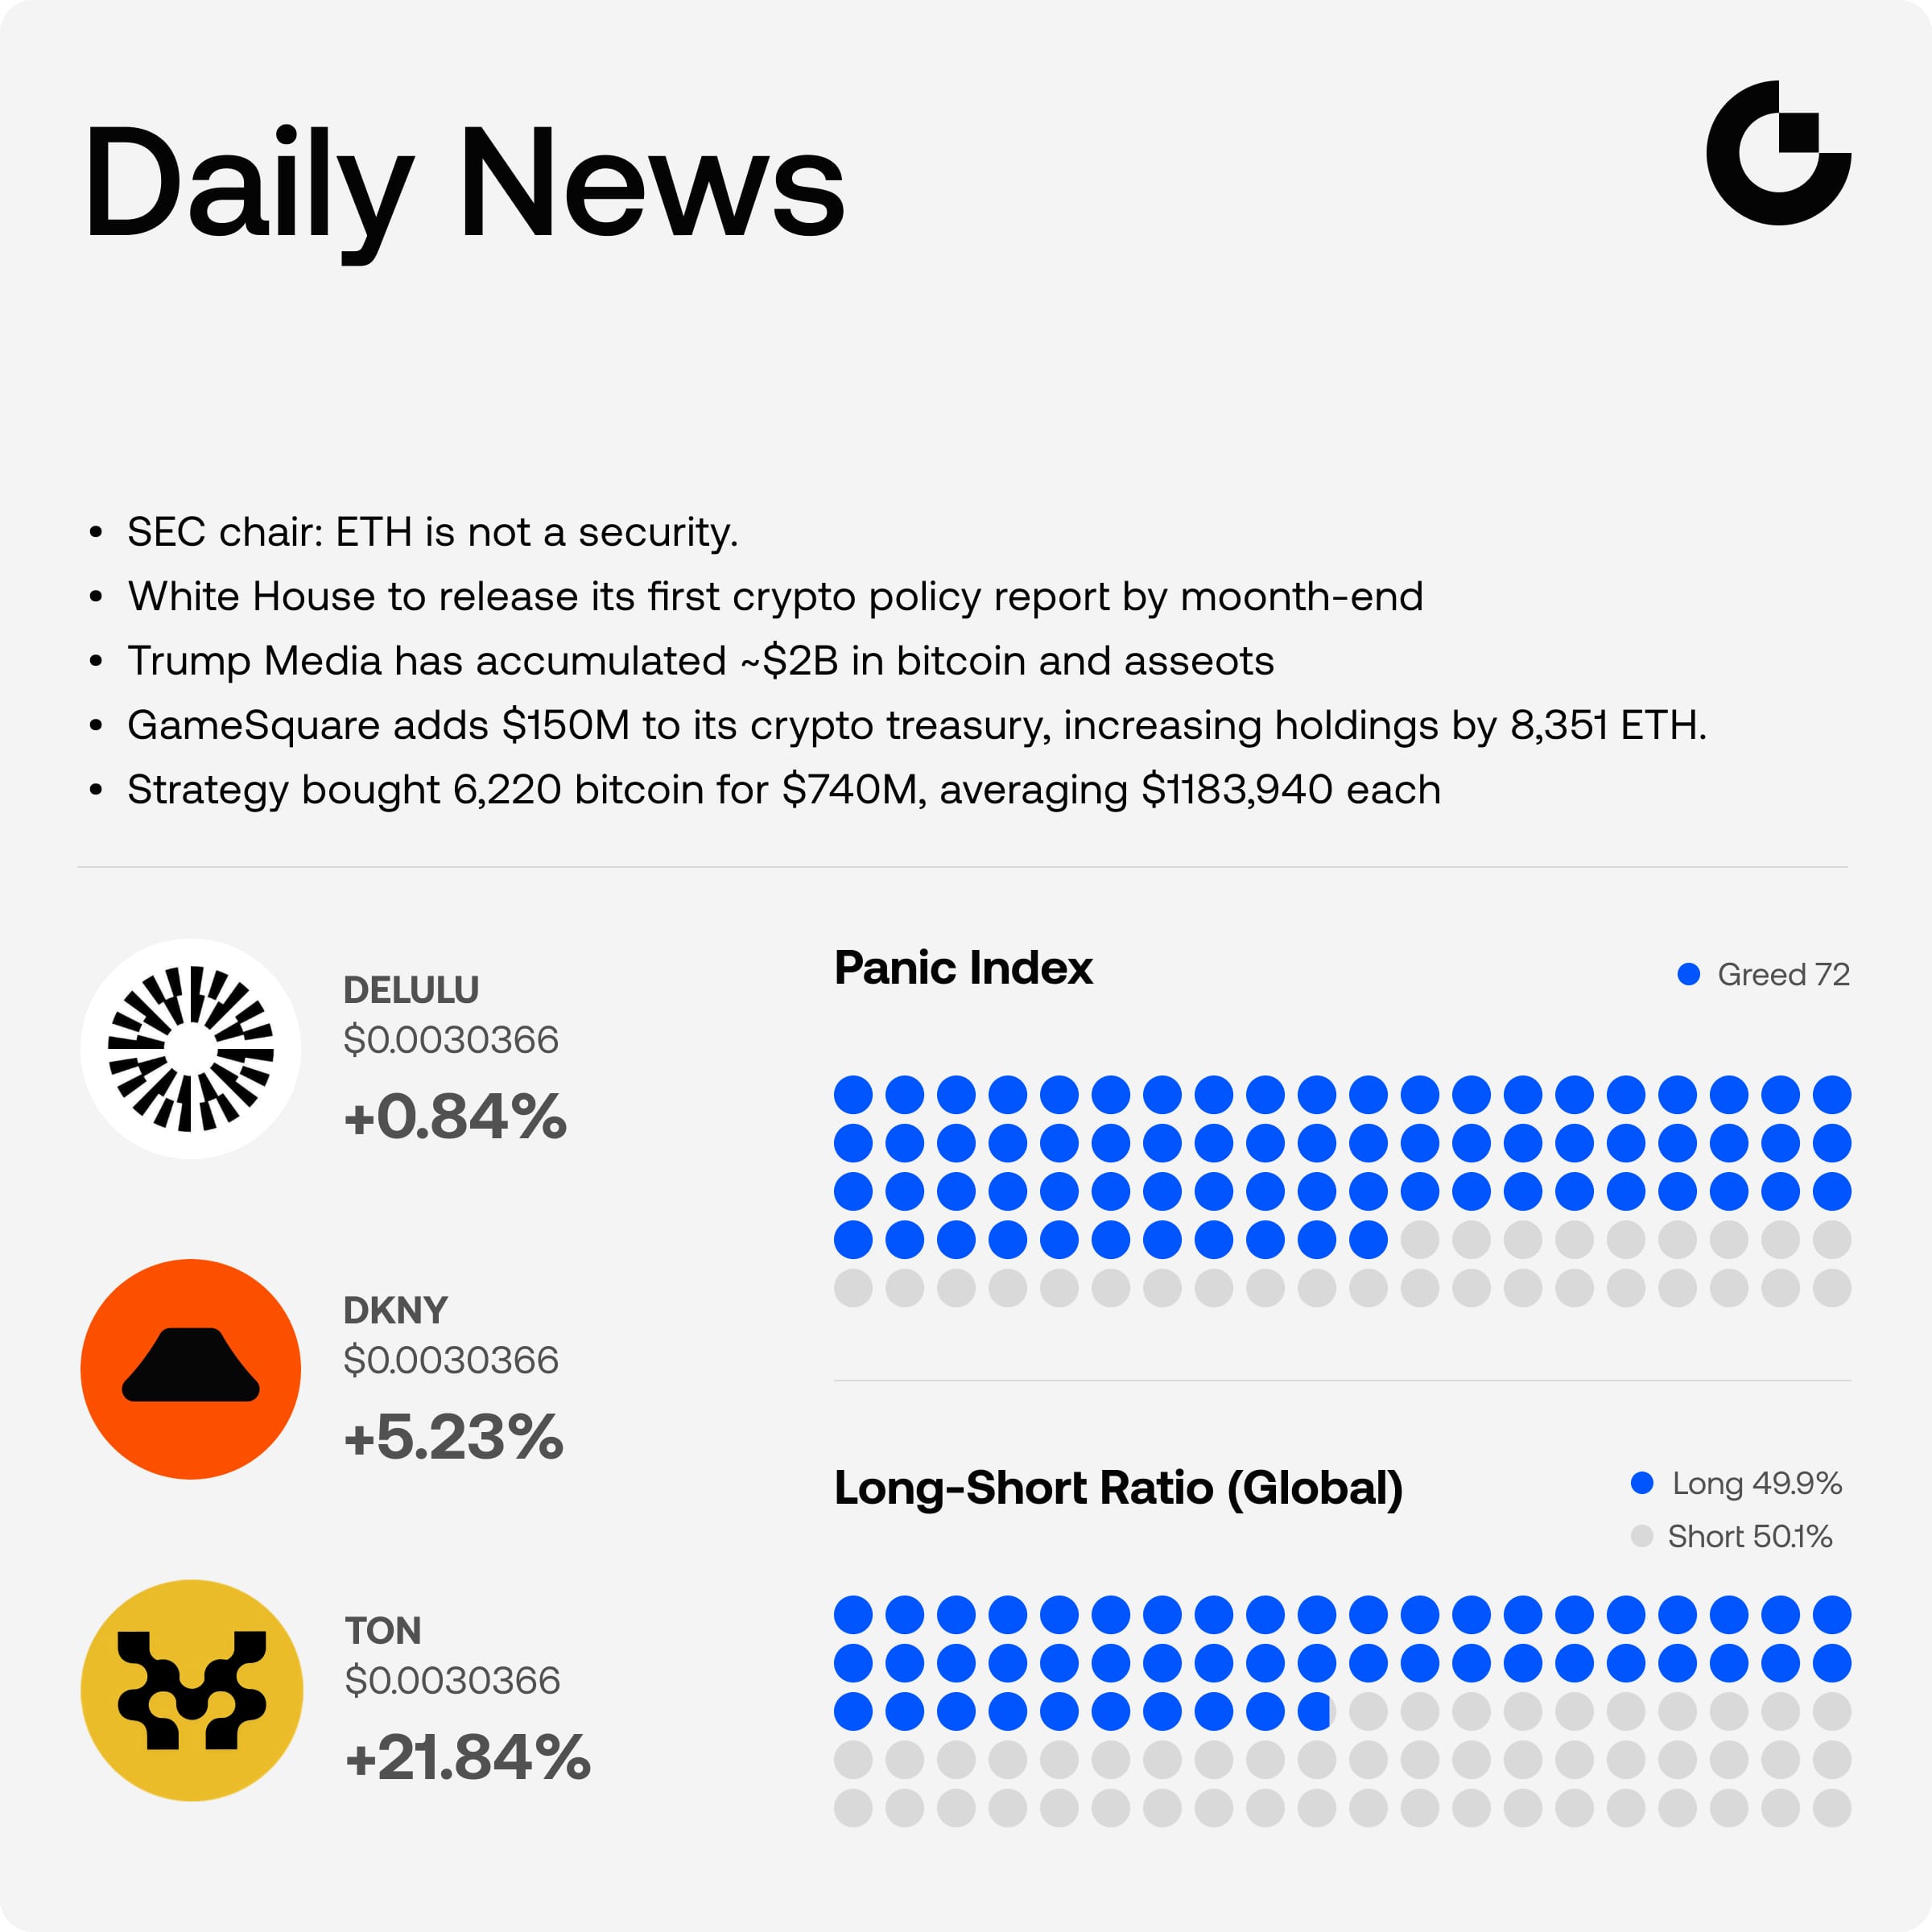 Daily News
• SEC chair: ETH is not a security.
• White House to release its first crypto policy report by moonth-end
• Trump Media has accumulated ~$2B in bitcoin and asseots
• GameSquare adds $150M to its crypto treasury, increasing holdings by 8,351 ETH.
• Strategy bought 6,220 bitcoin for $740M, averaging $1183,940 each
DELULU
$0.0030366
+0.84%
DKNY
$0.0030366
+5.23%
TON
$0.0030366
+21.84%
Panic Index
Greed 72
Long-Short Ratio (Global)
Long 49.9%
Short 50.1%